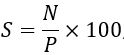 S = N/P × 100.